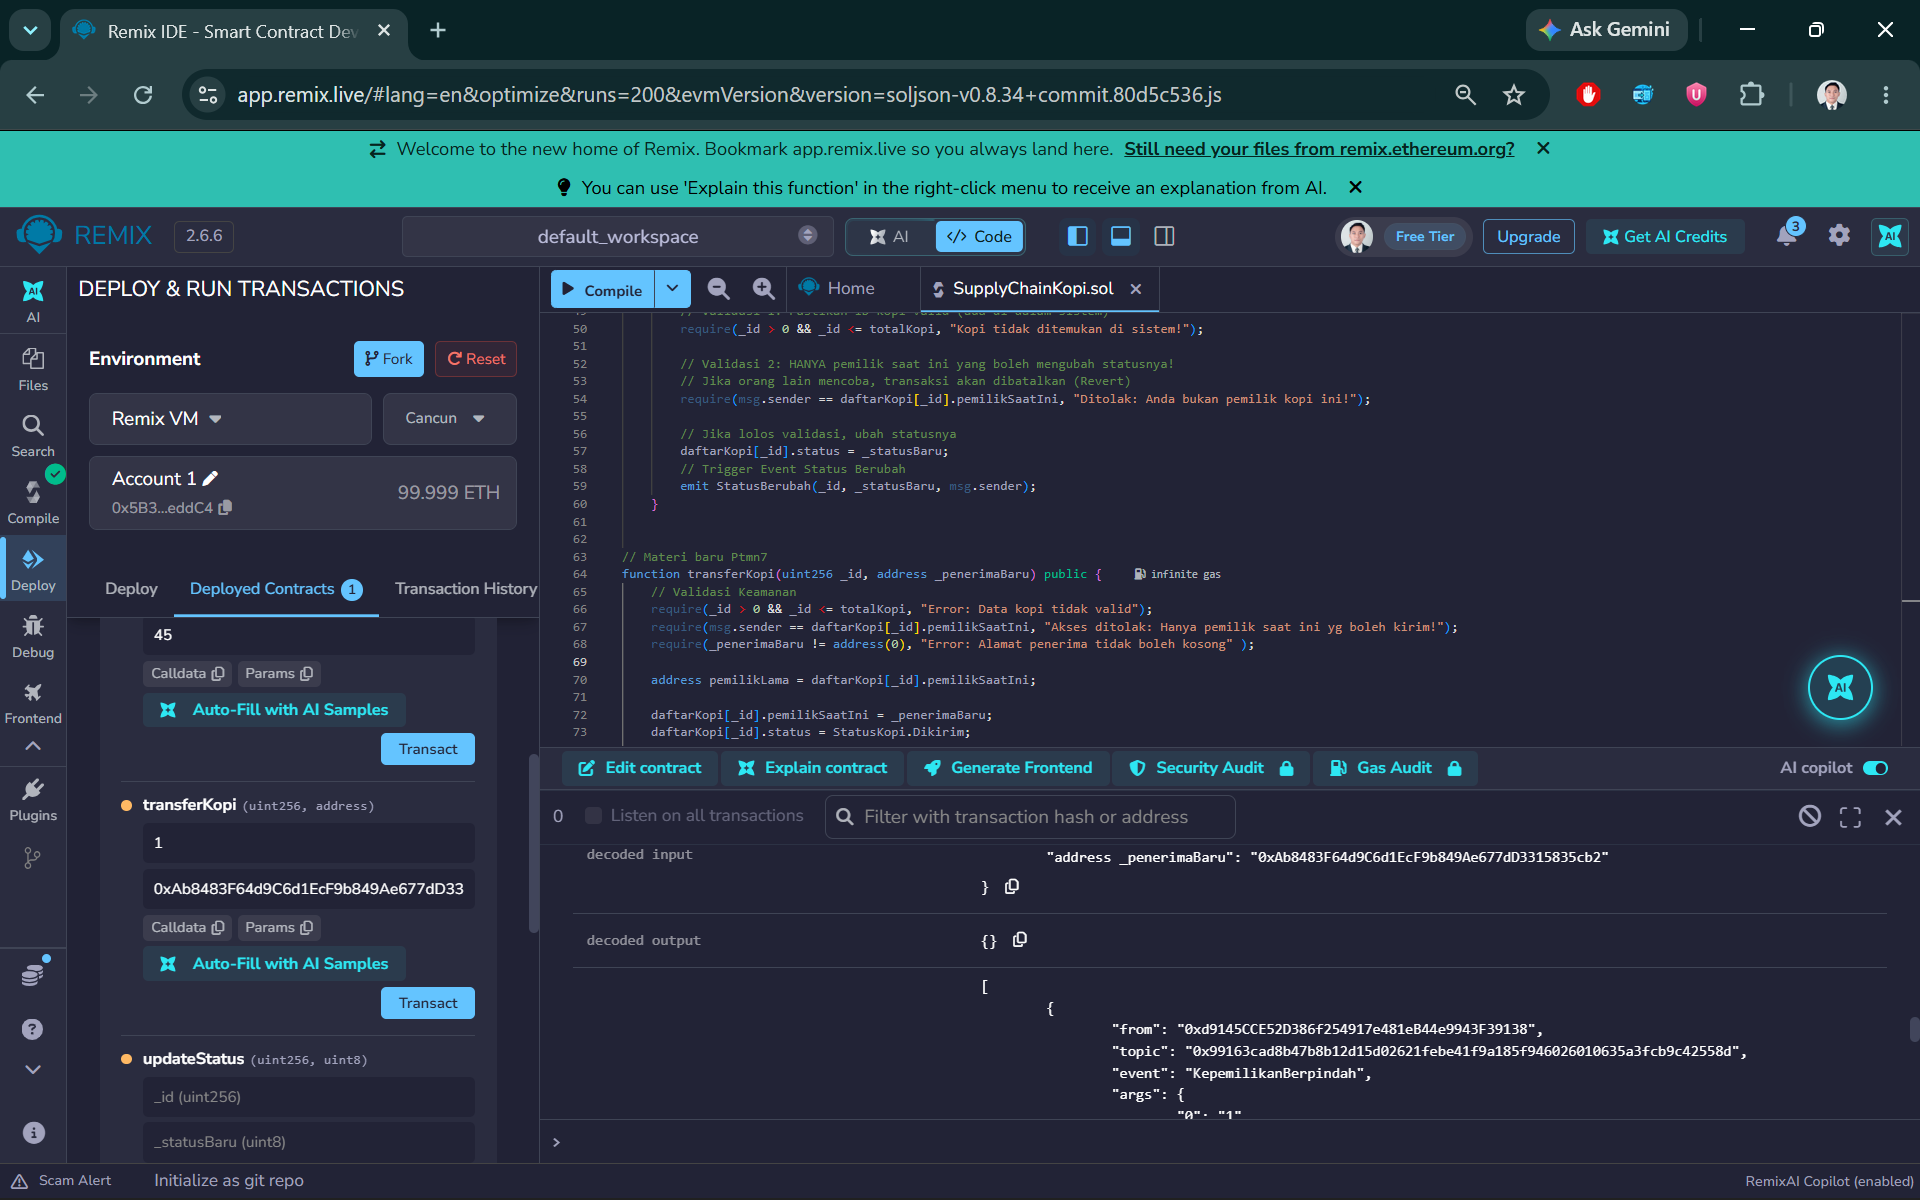 Remix IDE - Smart Contract Dev
Ask Gemini
app.remix.live/#lang=en&optimize&runs=200&evmVersion&version=soljson-v0.8.34+commit.80d5c536.js
Welcome to the new home of Remix. Bookmark app.remix.live so you always land here. Still need your files from remix.ethereum.org?
You can use 'Explain this function' in the right-click menu to receive an explanation from AI.
REMIX 2.6.6
default_workspace
AI </> Code
Free Tier
Upgrade
Get AI Credits
3
AI
AI
Files
Search
Compile
Deploy
Debug
Frontend
Plugins
DEPLOY & RUN TRANSACTIONS
Environment
Fork
Reset
Remix VM
Cancun
Account 1
0x5B3...eddC4
99.999 ETH
Deploy
Deployed Contracts 1
Transaction History
45
Calldata
Params
Auto-Fill with AI Samples
Transact
transferKopi (uint256, address)
1
0xAb8483F64d9C6d1EcF9b849Ae677dD33
Calldata
Params
Auto-Fill with AI Samples
Transact
updateStatus (uint256, uint8)
_id (uint256)
_statusBaru (uint8)
Compile
Home
SupplyChainKopi.sol
50 require(_id > 0 && _id <= totalKopi, "Kopi tidak ditemukan di sistem!");
51
52 // Validasi 2: HANYA pemilik saat ini yang boleh mengubah statusnya!
53 // Jika orang lain mencoba, transaksi akan dibatalkan (Revert)
54 require(msg.sender == daftarKopi[_id].pemilikSaatIni, "Ditolak: Anda bukan pemilik kopi ini!");
55
56 // Jika lolos validasi, ubah statusnya
57 daftarKopi[_id].status = _statusBaru;
58 // Trigger Event Status Berubah
59 emit StatusBerubah(_id, _statusBaru, msg.sender);
60 }
61
62
63 // Materi baru Ptmn7
64 function transferKopi(uint256 _id, address _penerimaBaru) public { infinite gas
65 // Validasi Keamanan
66 require(_id > 0 && _id <= totalKopi, "Error: Data kopi tidak valid");
67 require(msg.sender == daftarKopi[_id].pemilikSaatIni, "Akses ditolak: Hanya pemilik saat ini yg boleh kirim!");
68 require(_penerimaBaru != address(0), "Error: Alamat penerima tidak boleh kosong" );
69
70 address pemilikLama = daftarKopi[_id].pemilikSaatIni;
71
72 daftarKopi[_id].pemilikSaatIni = _penerimaBaru;
73 daftarKopi[_id].status = StatusKopi.Dikirim;
AI
Edit contract
Explain contract
Generate Frontend
Security Audit
Gas Audit
AI copilot
0
Listen on all transactions
Filter with transaction hash or address
decoded input "address _penerimaBaru": "0xAb8483F64d9C6d1EcF9b849Ae677dD3315835cb2"
}
decoded output {}
[
{
"from": "0xd9145CCE52D386f254917e481eB44e9943F39138",
"topic": "0x99163cad8b47b8b12d15d02621febe41f9a185f946026010635a3fcb9c42558d",
"event": "KepemilikanBerpindah",
"args": {
"0": "1"
>
Scam Alert
Initialize as git repo
RemixAI Copilot (enabled)